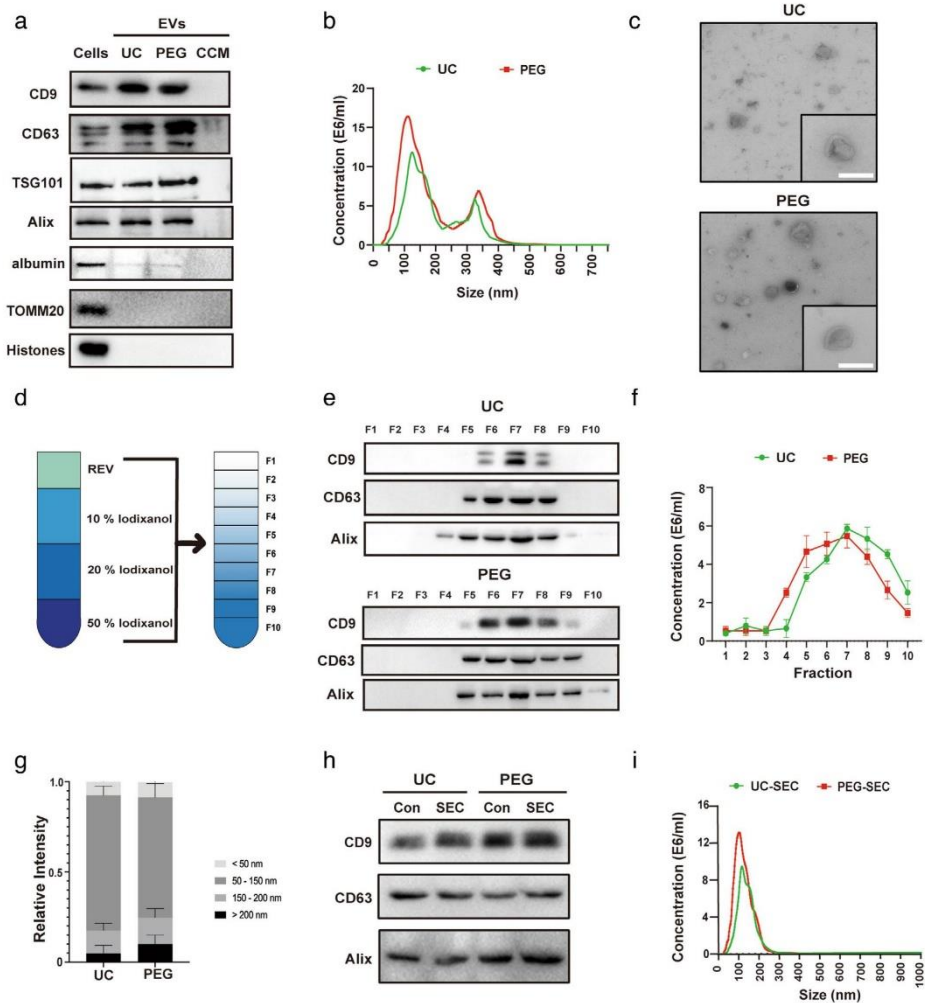 a
EVs
Cells UC PEG CCM
CD9
CD63
TSG101
Alix
albumin
TOMM20
Histones
b
UC PEG
Concentration (E6/ml)
20
15
10
5
0
0 50 100 150 200 250 300 350 400 450 500 550 600 650 700
Size (nm)
c
UC
PEG
d
REV
10 % Iodixanol
20 % Iodixanol
50 % Iodixanol
F1
F2
F3
F4
F5
F6
F7
F8
F9
F10
e
UC
F1 F2 F3 F4 F5 F6 F7 F8 F9 F10
CD9
CD63
Alix
PEG
F1 F2 F3 F4 F5 F6 F7 F8 F9 F10
CD9
CD63
Alix
f
UC PEG
Concentration (E6/ml)
8
6
4
2
0
1 2 3 4 5 6 7 8 9 10
Fraction
g
Relative Intensity
1.0
0.5
0
UC PEG
< 50 nm
50 - 150 nm
150 - 200 nm
> 200 nm
h
UC PEG
Con SEC Con SEC
CD9
CD63
Alix
i
UC-SEC PEG-SEC
Concentration (E6/ml)
16
12
8
4
0
0 100 200 300 400 500 600 700 800 900 1000
Size (nm)